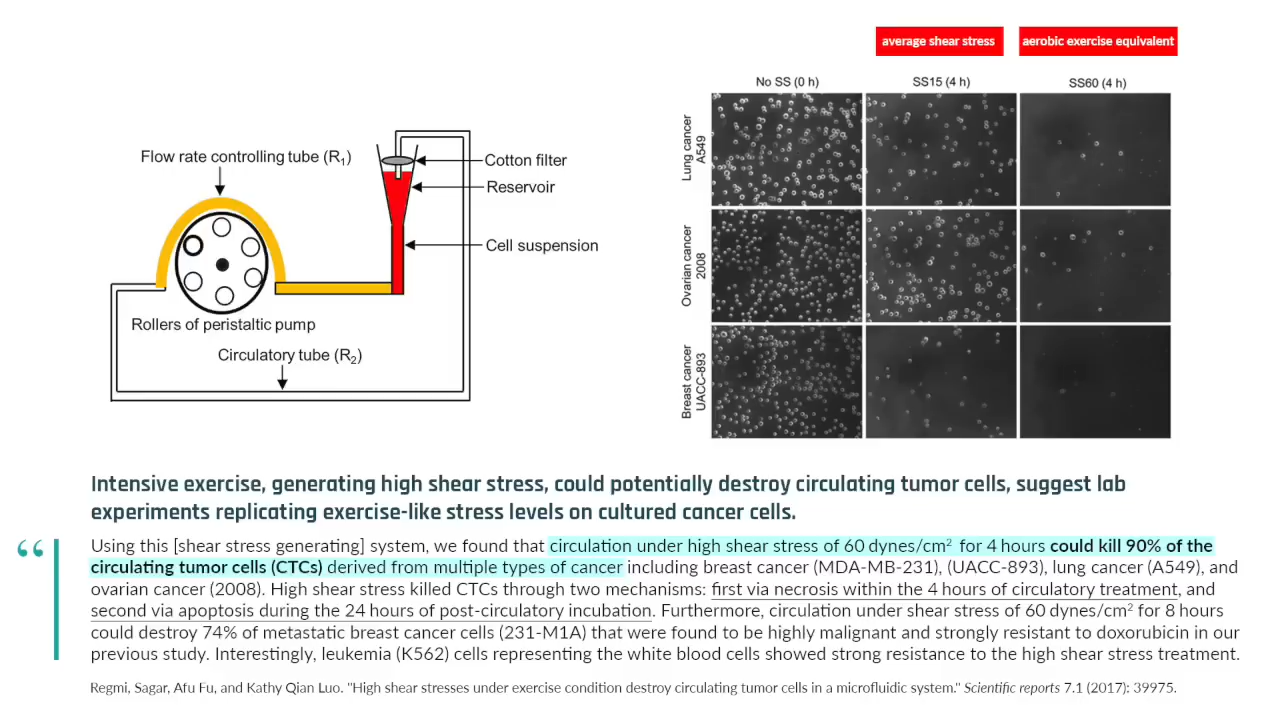 average shear stress
aerobic exercise equivalent
No SS (0 h)
SS15 (4 h)
SS60 (4 h)
Lung cancer
A549
Ovarian cancer
2008
Breast cancer
UACC-893
Flow rate controlling tube (R₁)
Cotton filter
Reservoir
Cell suspension
Rollers of peristaltic pump
Circulatory tube (R₂)
Intensive exercise, generating high shear stress, could potentially destroy circulating tumor cells, suggest lab
experiments replicating exercise-like stress levels on cultured cancer cells.
“
Using this [shear stress generating] system, we found that circulation under high shear stress of 60 dynes/cm² for 4 hours could kill 90% of the
circulating tumor cells (CTCs) derived from multiple types of cancer including breast cancer (MDA-MB-231), (UACC-893), lung cancer (A549), and
ovarian cancer (2008). High shear stress killed CTCs through two mechanisms: first via necrosis within the 4 hours of circulatory treatment, and
second via apoptosis during the 24 hours of post-circulatory incubation. Furthermore, circulation under shear stress of 60 dynes/cm² for 8 hours
could destroy 74% of metastatic breast cancer cells (231-M1A) that were found to be highly malignant and strongly resistant to doxorubicin in our
previous study. Interestingly, leukemia (K562) cells representing the white blood cells showed strong resistance to the high shear stress treatment.
Regmi, Sagar, Afu Fu, and Kathy Qian Luo. "High shear stresses under exercise condition destroy circulating tumor cells in a microfluidic system." Scientific reports 7.1 (2017): 39975.